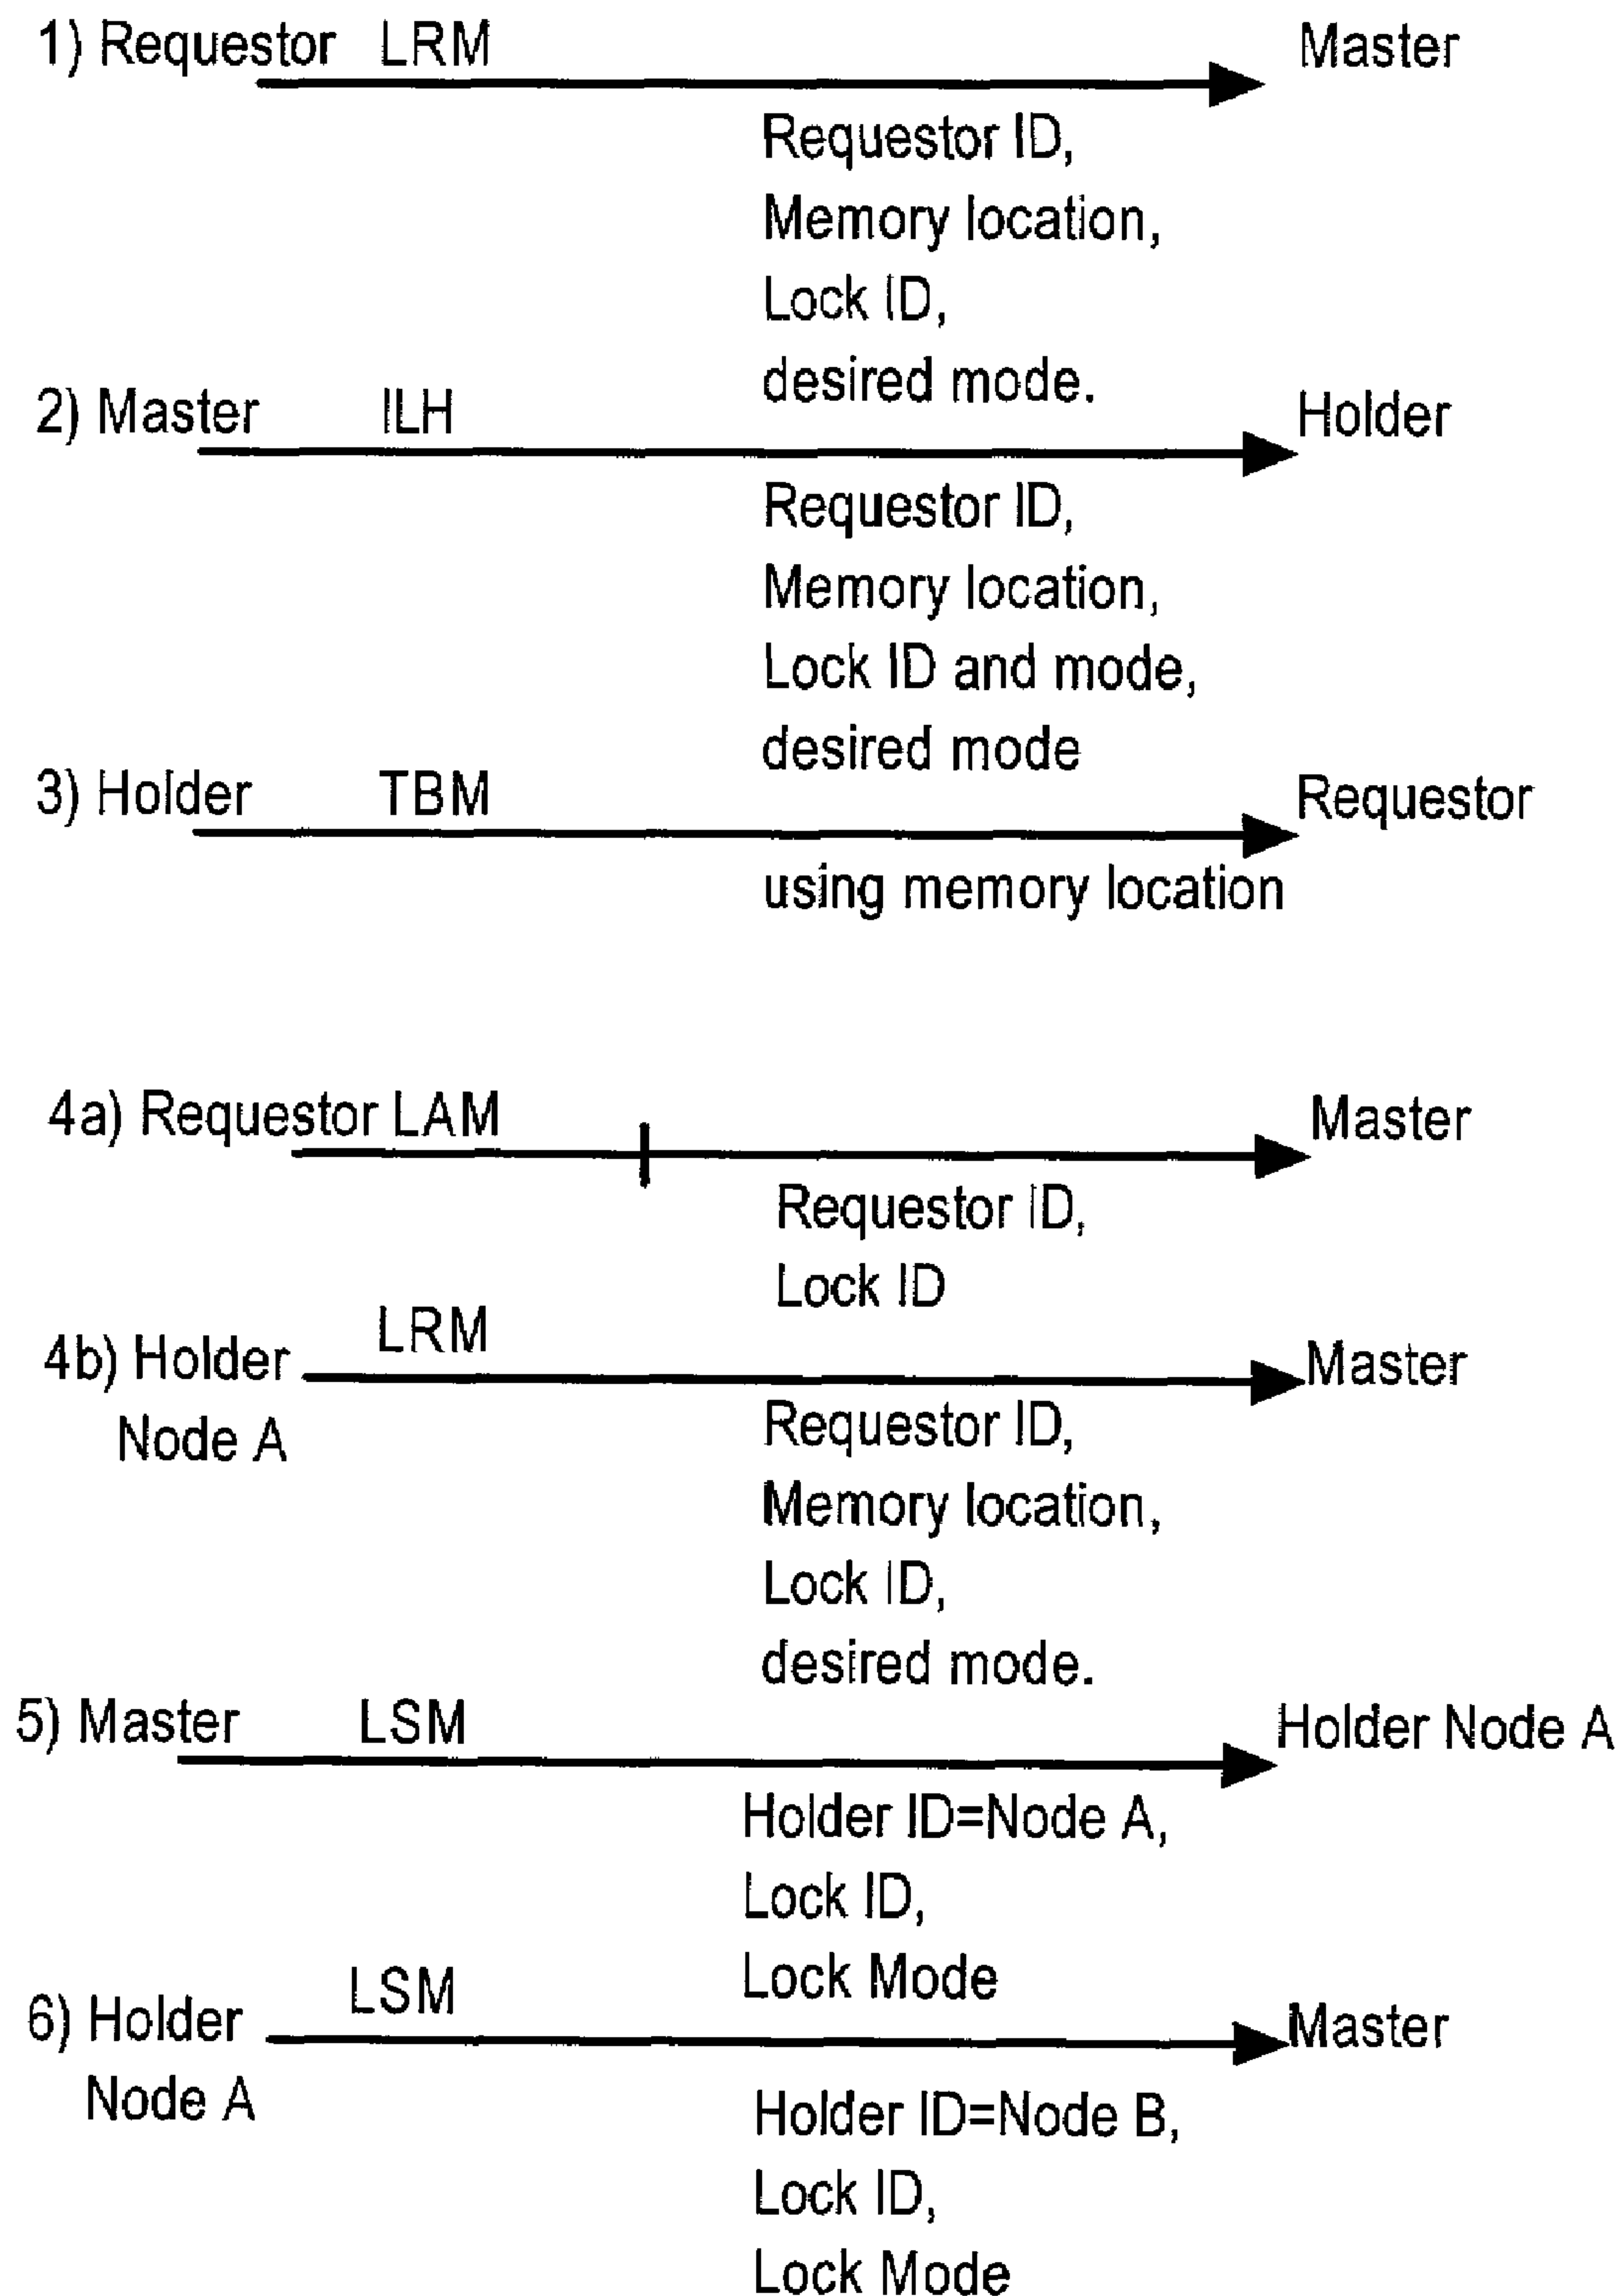 1) Requestor LRM Master
Requestor ID,
Memory location,
Lock ID,
desired mode.
2) Master ILH Holder
Requestor ID,
Memory location,
Lock ID and mode,
desired mode
3) Holder TBM Requestor
using memory location
4a) Requestor LAM Master
Requestor ID,
Lock ID
4b) Holder LRM Master
Node A
Requestor ID,
Memory location,
Lock ID,
desired mode.
5) Master LSM Holder Node A
Holder ID=Node A,
Lock ID,
Lock Mode
6) Holder LSM Master
Node A
Holder ID=Node B,
Lock ID,
Lock Mode